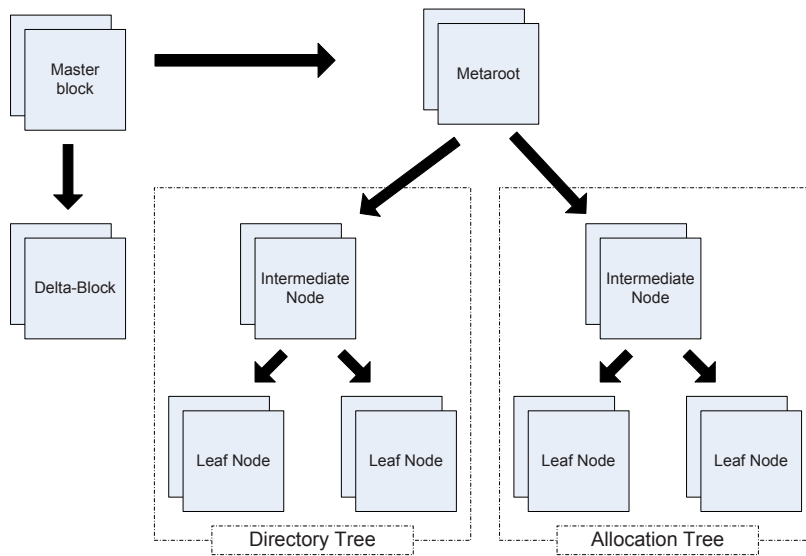 Master
block
Metaroot
Delta-Block
Intermediate
Node
Intermediate
Node
Leaf Node
Leaf Node
Leaf Node
Leaf Node
Directory Tree
Allocation Tree